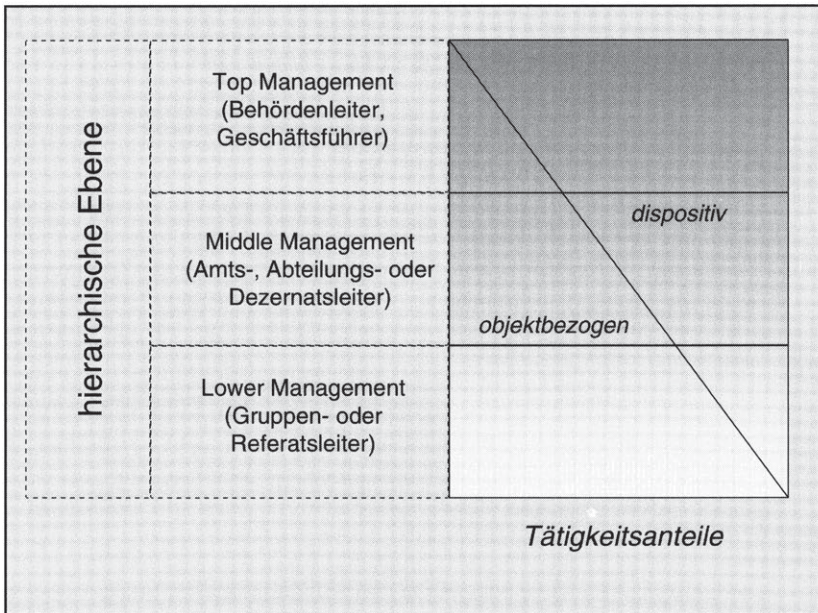 hierarchische Ebene
Top Management
(Behördenleiter,
Geschäftsführer)
Middle Management
(Amts-, Abteilungs- oder
Dezernatsleiter)
Lower Management
(Gruppen- oder
Referatsleiter)
dispositiv
objektbezogen
Tätigkeitsanteile